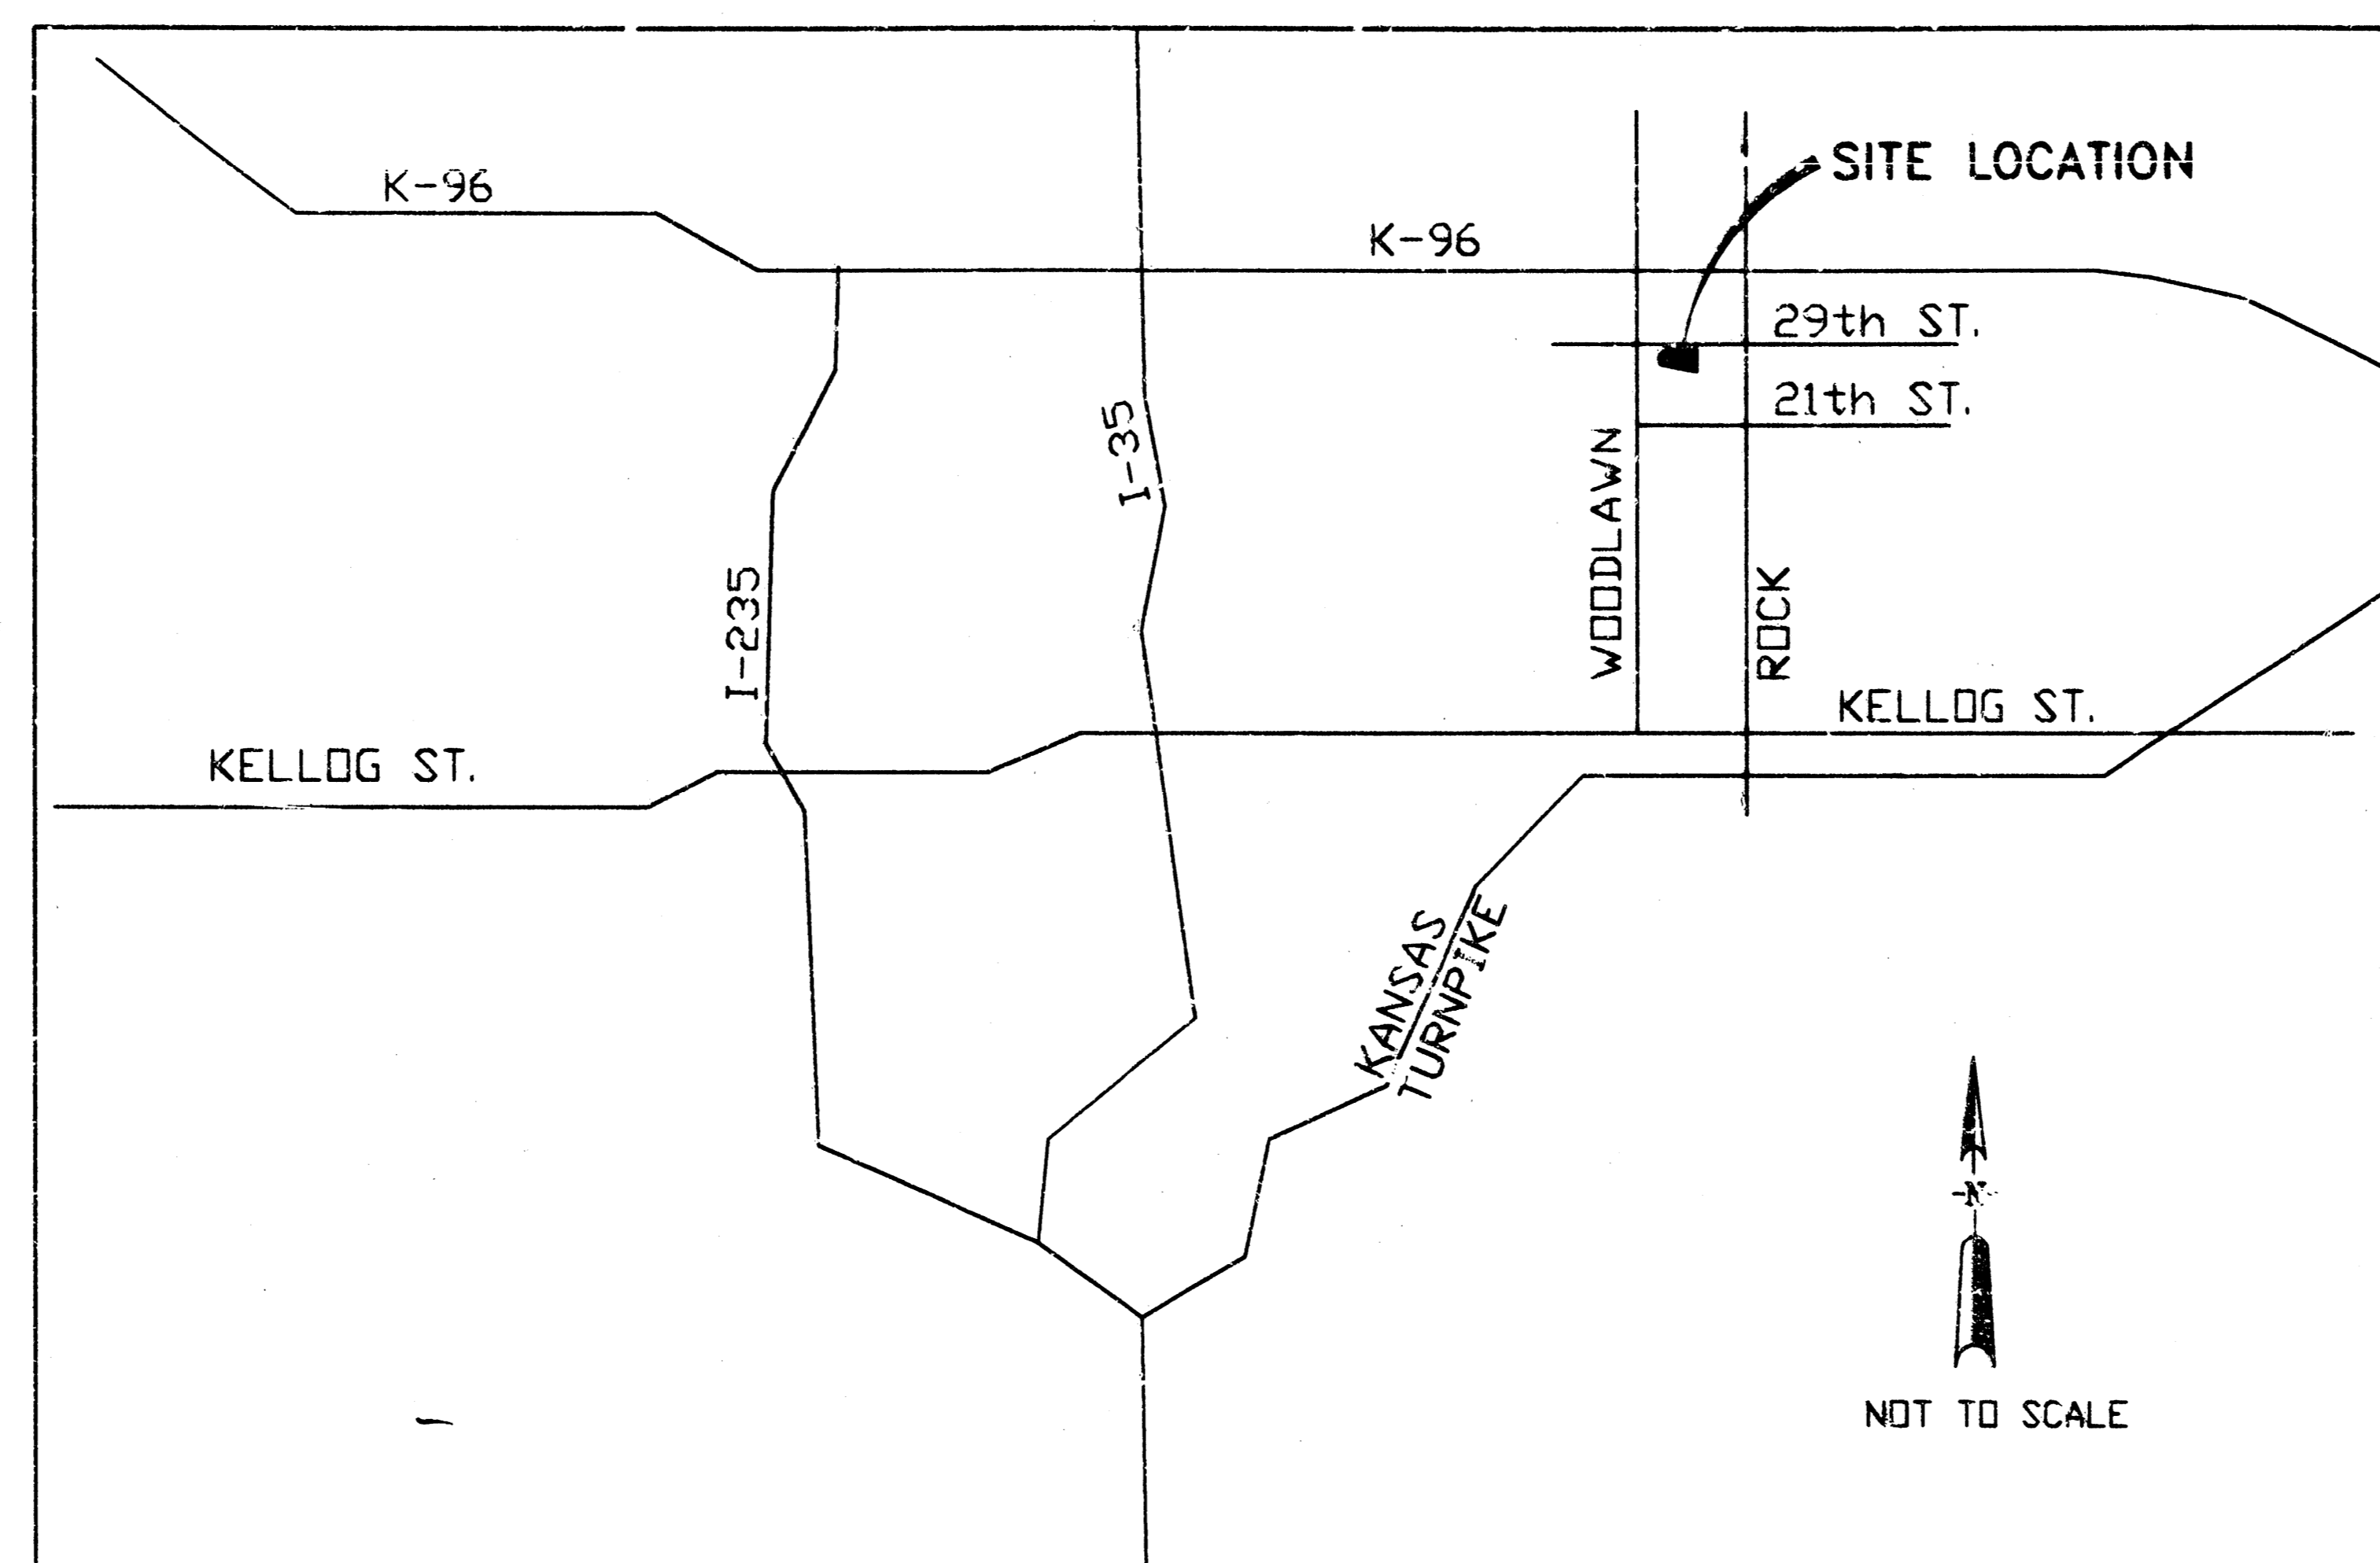 K-96
SITE LOCATION
K-96
29th ST.
21th ST.
I-35
WOODLAWN
I-235
ROCK
KELLOG ST.
KELLOG ST.
KANSAS
TURNPIKE
-N-
NOT TO SCALE